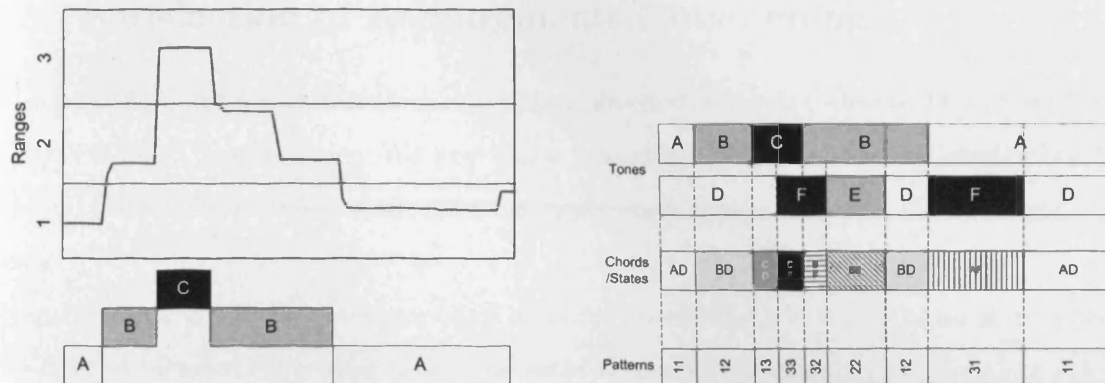 Ranges
3
2
1
C
B B
A A
A B C B A
Tones
D F E D F D
Chords
/States
AD BD BD AD
Patterns
11 12 13 33 32 22 12 31 11